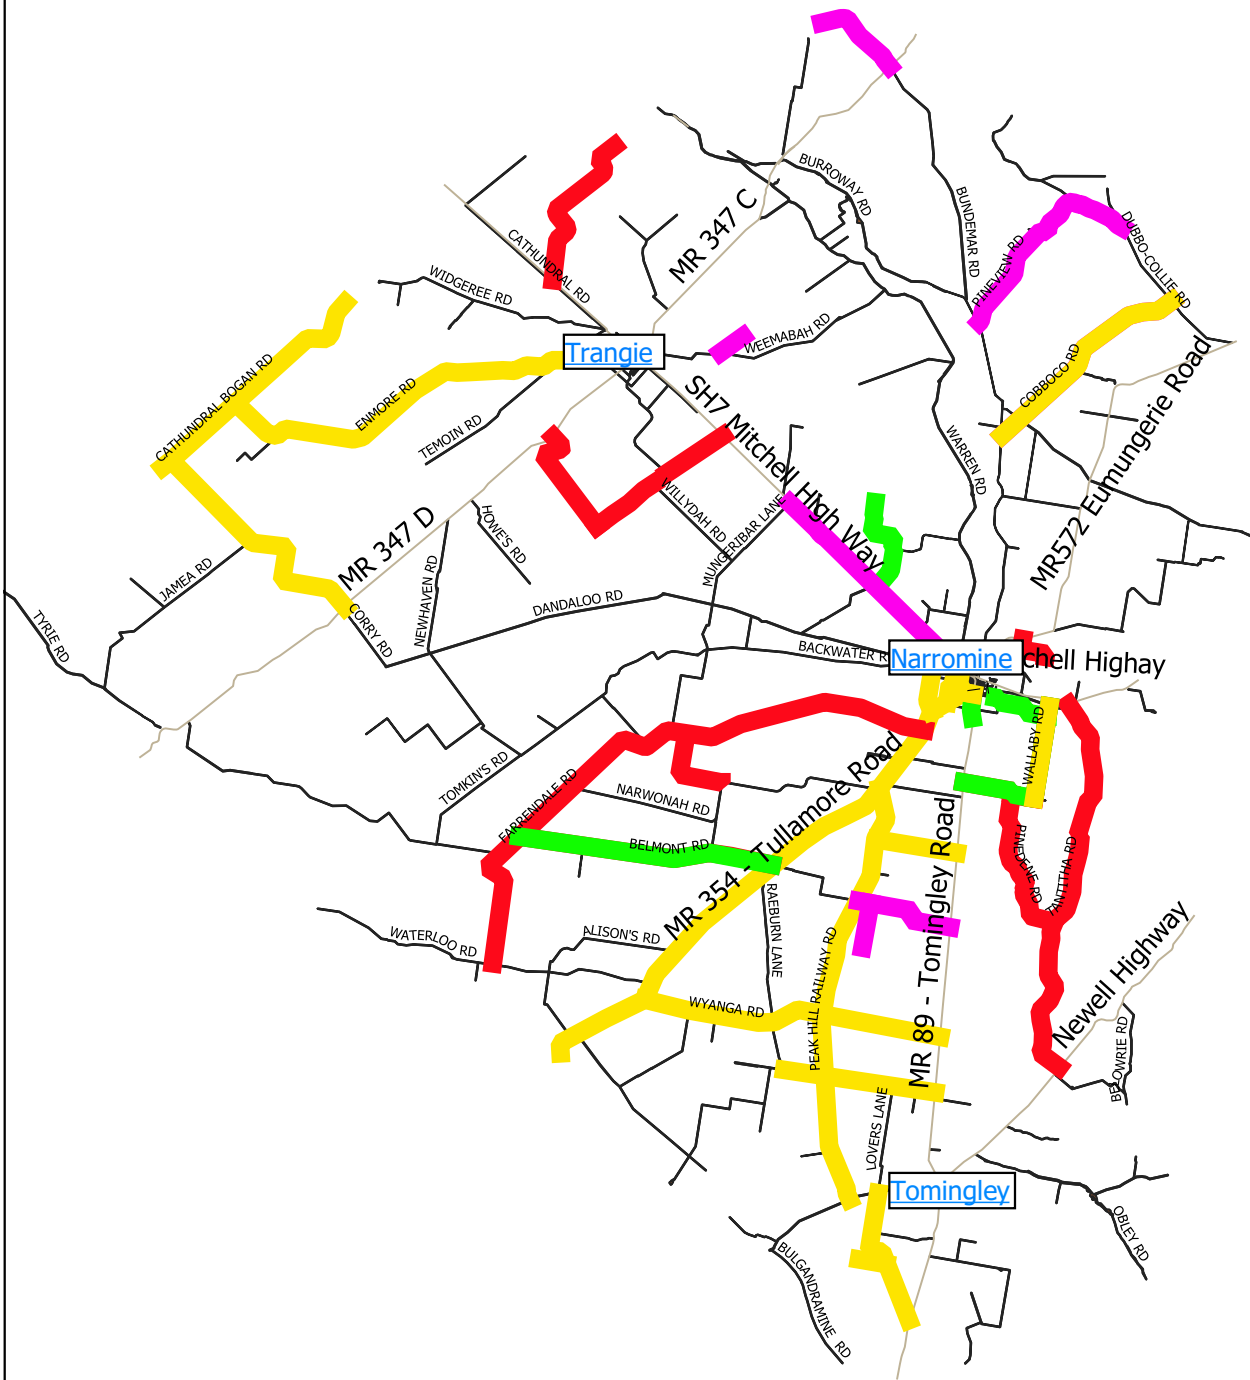 BURROWAY RD
MR 347 C
BUNDEMAR RD
DUBBO-COLLIE RD
PINEVIEW RD
CATHUNDRAL RD
WIDGEREE RD
Trangie
WEEMABAH RD
COBBOCO RD
MR572 Eumungerie Road
CATHUNDRAL BOGAN RD
ENMORE RD
TEMOIN RD
SH7 Mitchell High Way
WARREN RD
WILLYDAH RD
MUNGERIBAR LANE
HOWE'S RD
MR 347 D
NEWHAVEN RD
JAMEA RD
TYRIE RD
CORRY RD
DANDALOO RD
BACKWATER R
Narromine
chell Highay
WALLABY RD
TOMKIN'S RD
FARRENDALE RD
NARWONAH RD
BELMONT RD
MR 354 - Tullamore Road
PINEDENE RD
TANTITHA RD
RAEBURN LANE
ALISON'S RD
WATERLOO RD
WYANGA RD
PEAK HILL RAILWAY RD
MR 89 - Tomingley Road
Newell Highway
BELOWRIE RD
LOVERS LANE
Tomingley
OBLEY RD
BULGANDRAMINE RD